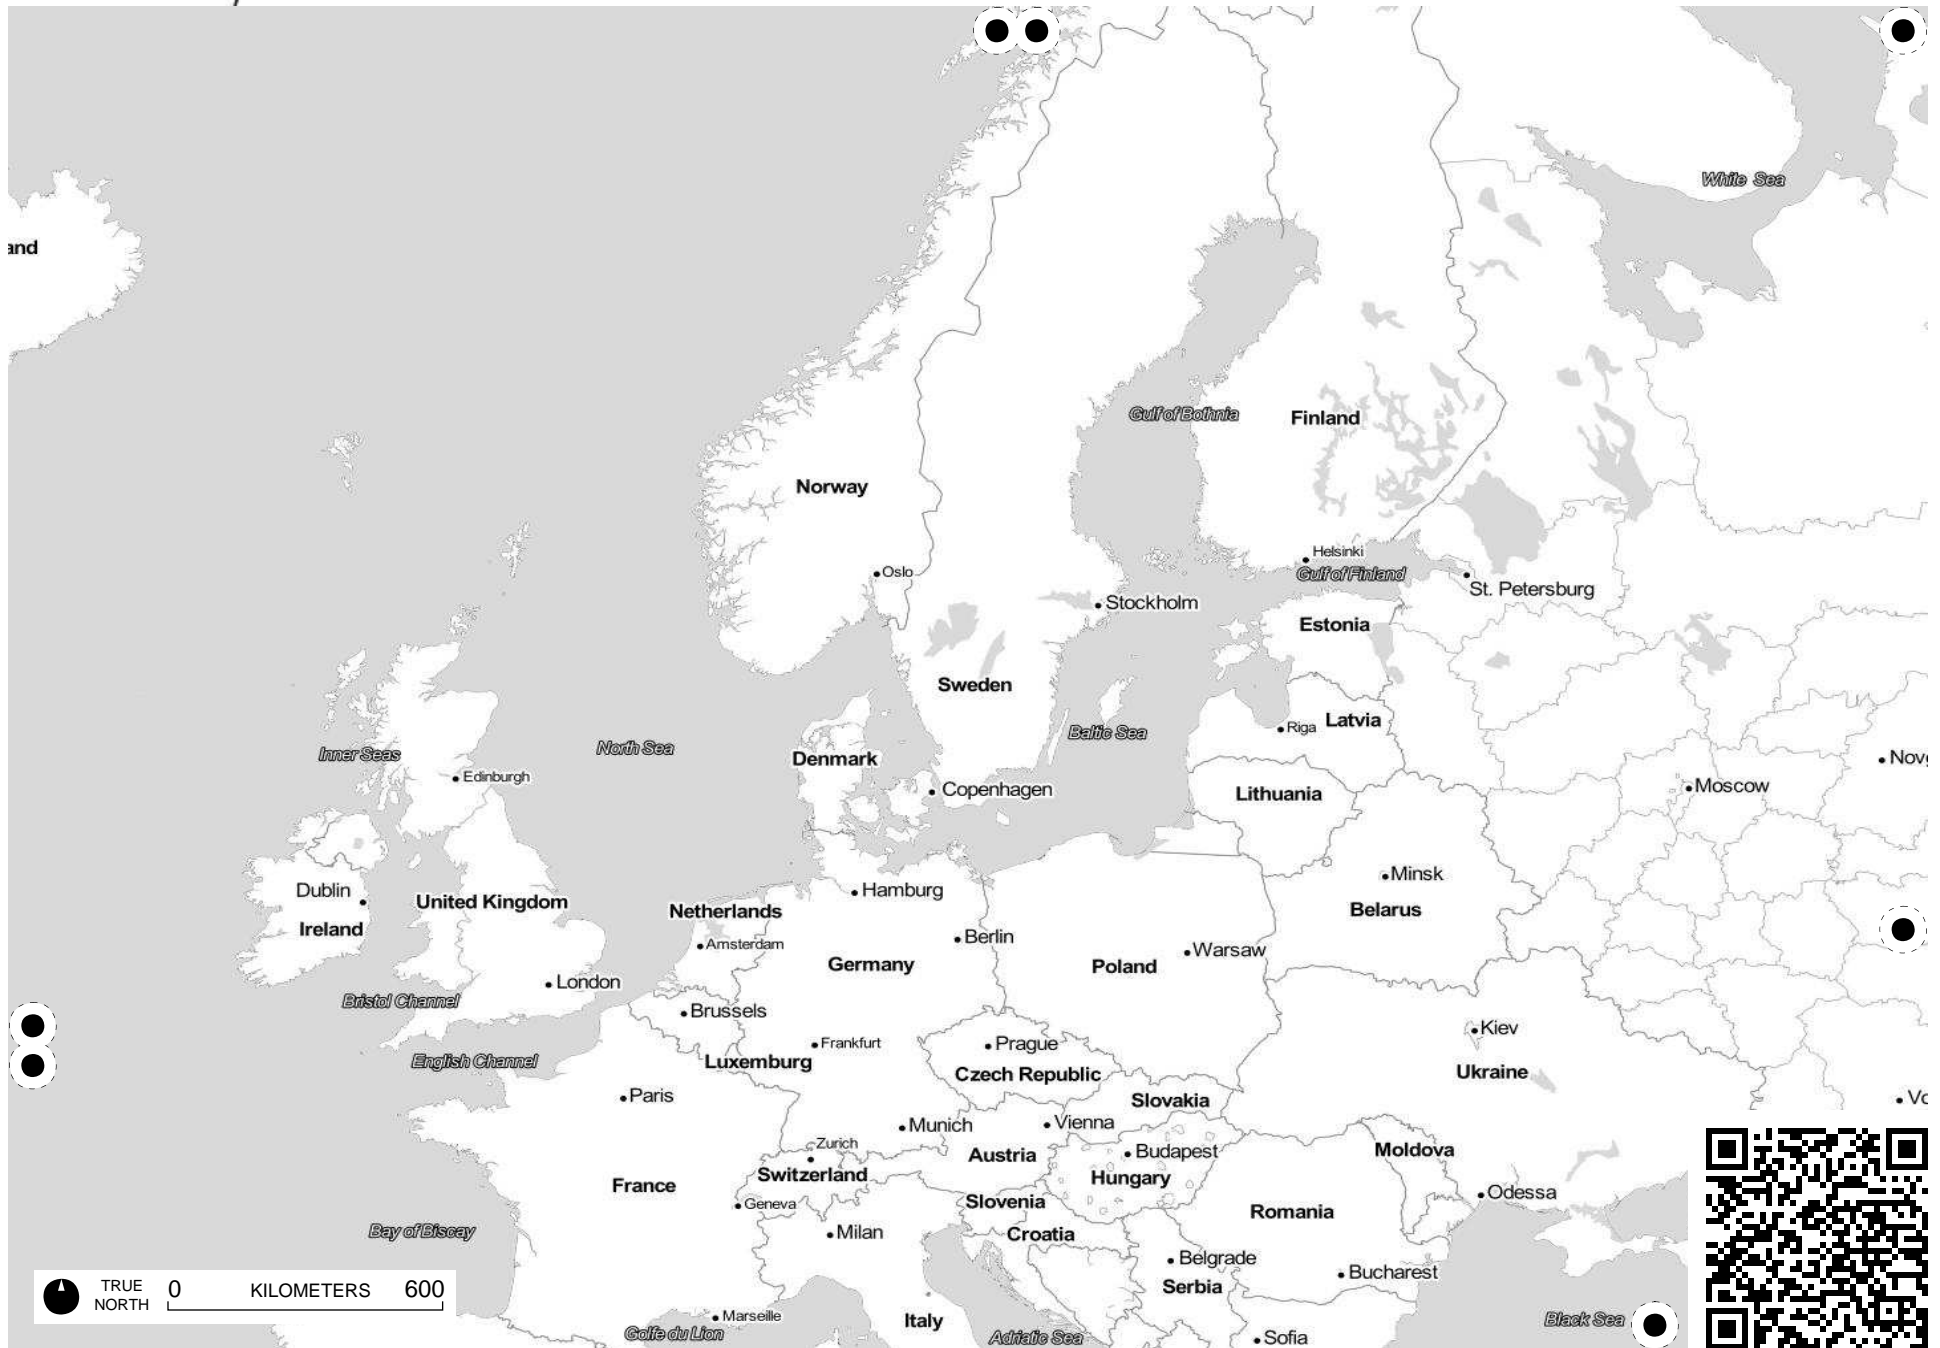 White Sea
and
Gulf of Bothnia
Finland
Norway
Helsinki
Gulf of Finland
Oslo
St. Petersburg
Stockholm
Estonia
Sweden
Latvia
Riga
Baltic Sea
North Sea
Inner Seas
Denmark
Nov
Edinburgh
Moscow
Copenhagen
Lithuania
Minsk
Dublin
Hamburg
United Kingdom
Netherlands
Belarus
Ireland
Berlin
Amsterdam
Warsaw
Germany
Poland
London
Bristol Channel
Brussels
Kiev
Frankfurt
Prague
English Channel
Luxemburg
Ukraine
Czech Republic
Paris
Slovakia
Vo
Munich
Vienna
Zurich
Austria
Budapest
Moldova
Switzerland
Hungary
France
Odessa
Geneva
Slovenia
Romania
Bay of Biscay
Milan
Croatia
Belgrade
Bucharest
Serbia
TRUE
NORTH
0 KILOMETERS 600
Marseille
Italy
Black Sea
Golfe du Lion
Adriatic Sea
Sofia